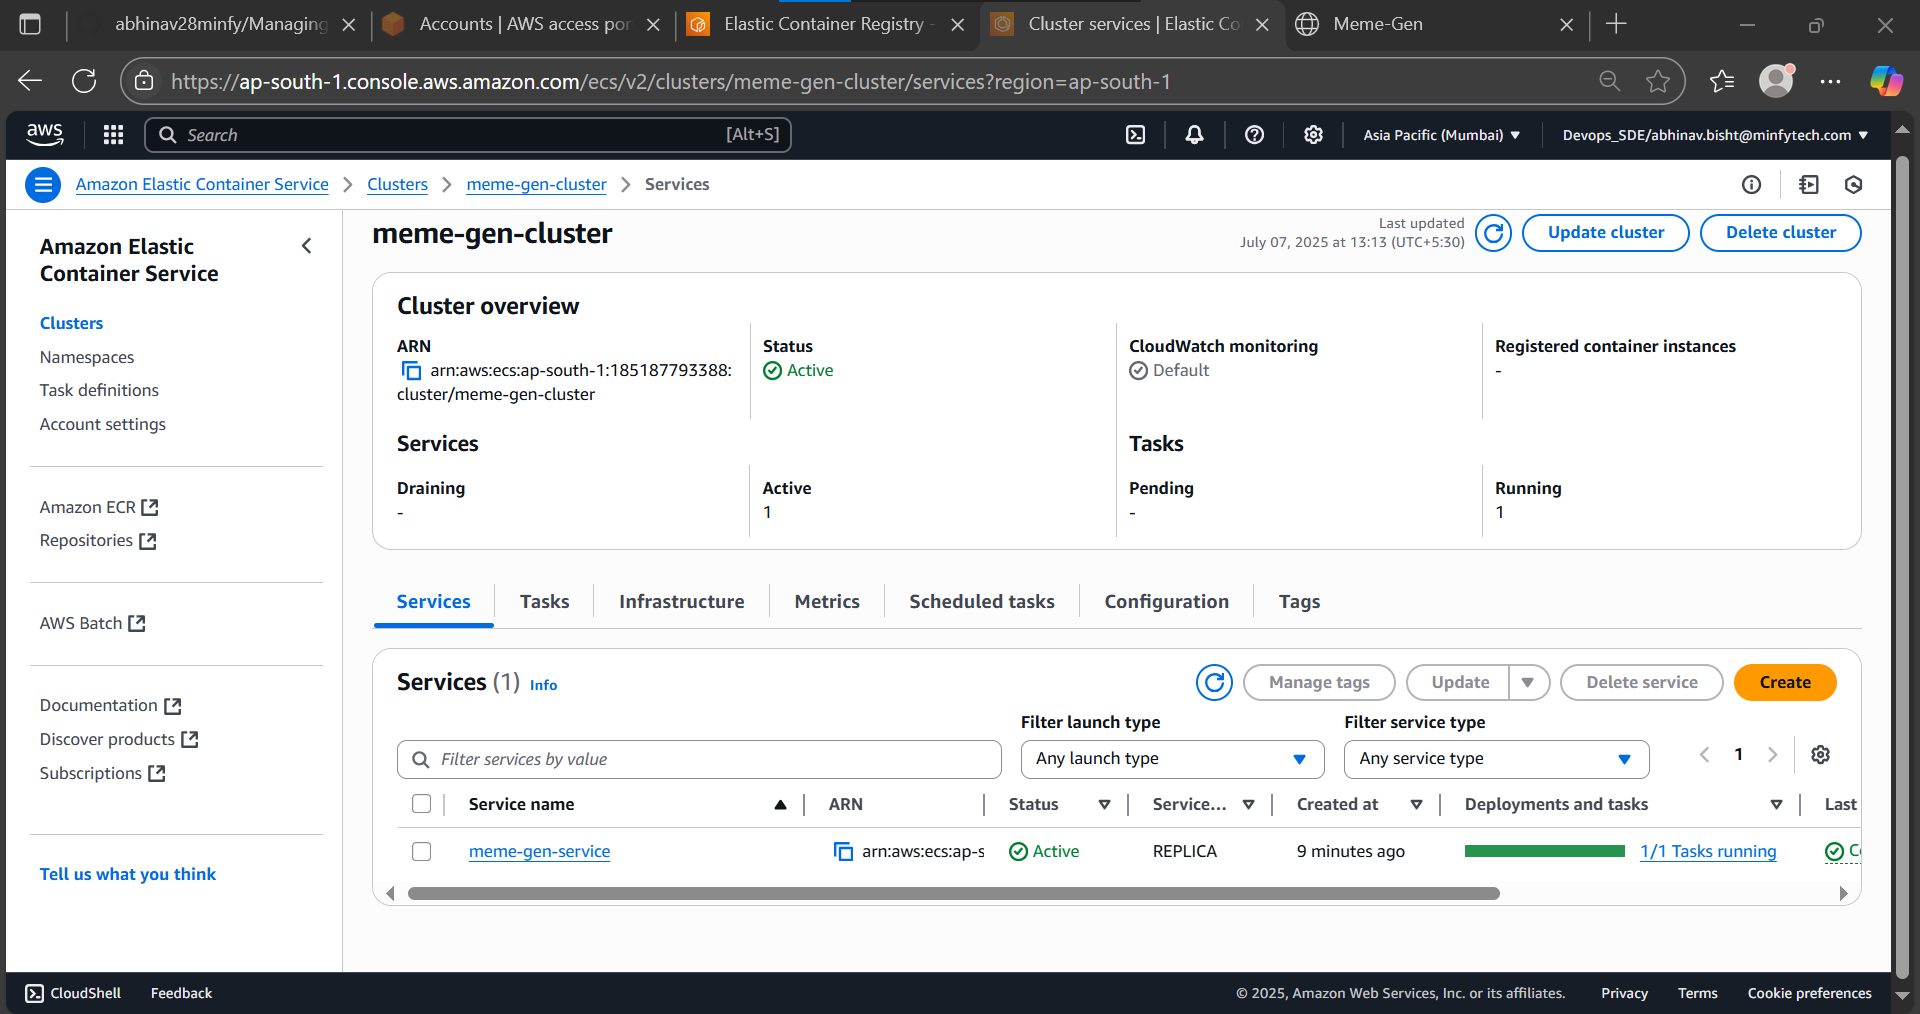 abhinav28minfy/Managing
Accounts | AWS access por
Elastic Container Registry -
Cluster services | Elastic Co
Meme-Gen
https://ap-south-1.console.aws.amazon.com/ecs/v2/clusters/meme-gen-cluster/services?region=ap-south-1
aws
Search
[Alt+S]
Asia Pacific (Mumbai)
Devops_SDE/abhinav.bisht@minfytech.com
Amazon Elastic Container Service
Clusters
meme-gen-cluster
Services
Amazon Elastic
Container Service
Clusters
Namespaces
Task definitions
Account settings
Amazon ECR
Repositories
AWS Batch
Documentation
Discover products
Subscriptions
Tell us what you think
meme-gen-cluster
Last updated
July 07, 2025 at 13:13 (UTC+5:30)
Update cluster
Delete cluster
Cluster overview
ARN
arn:aws:ecs:ap-south-1:185187793388:
cluster/meme-gen-cluster
Status
Active
CloudWatch monitoring
Default
Registered container instances
-
Services
Tasks
Draining
-
Active
1
Pending
-
Running
1
Services
Tasks
Infrastructure
Metrics
Scheduled tasks
Configuration
Tags
Services (1) Info
Manage tags
Update
Delete service
Create
Filter launch type
Filter service type
Filter services by value
Any launch type
Any service type
1
Service name
ARN
Status
Service...
Created at
Deployments and tasks
Last
meme-gen-service
arn:aws:ecs:ap-s
Active
REPLICA
9 minutes ago
1/1 Tasks running
CloudShell
Feedback
© 2025, Amazon Web Services, Inc. or its affiliates.
Privacy
Terms
Cookie preferences